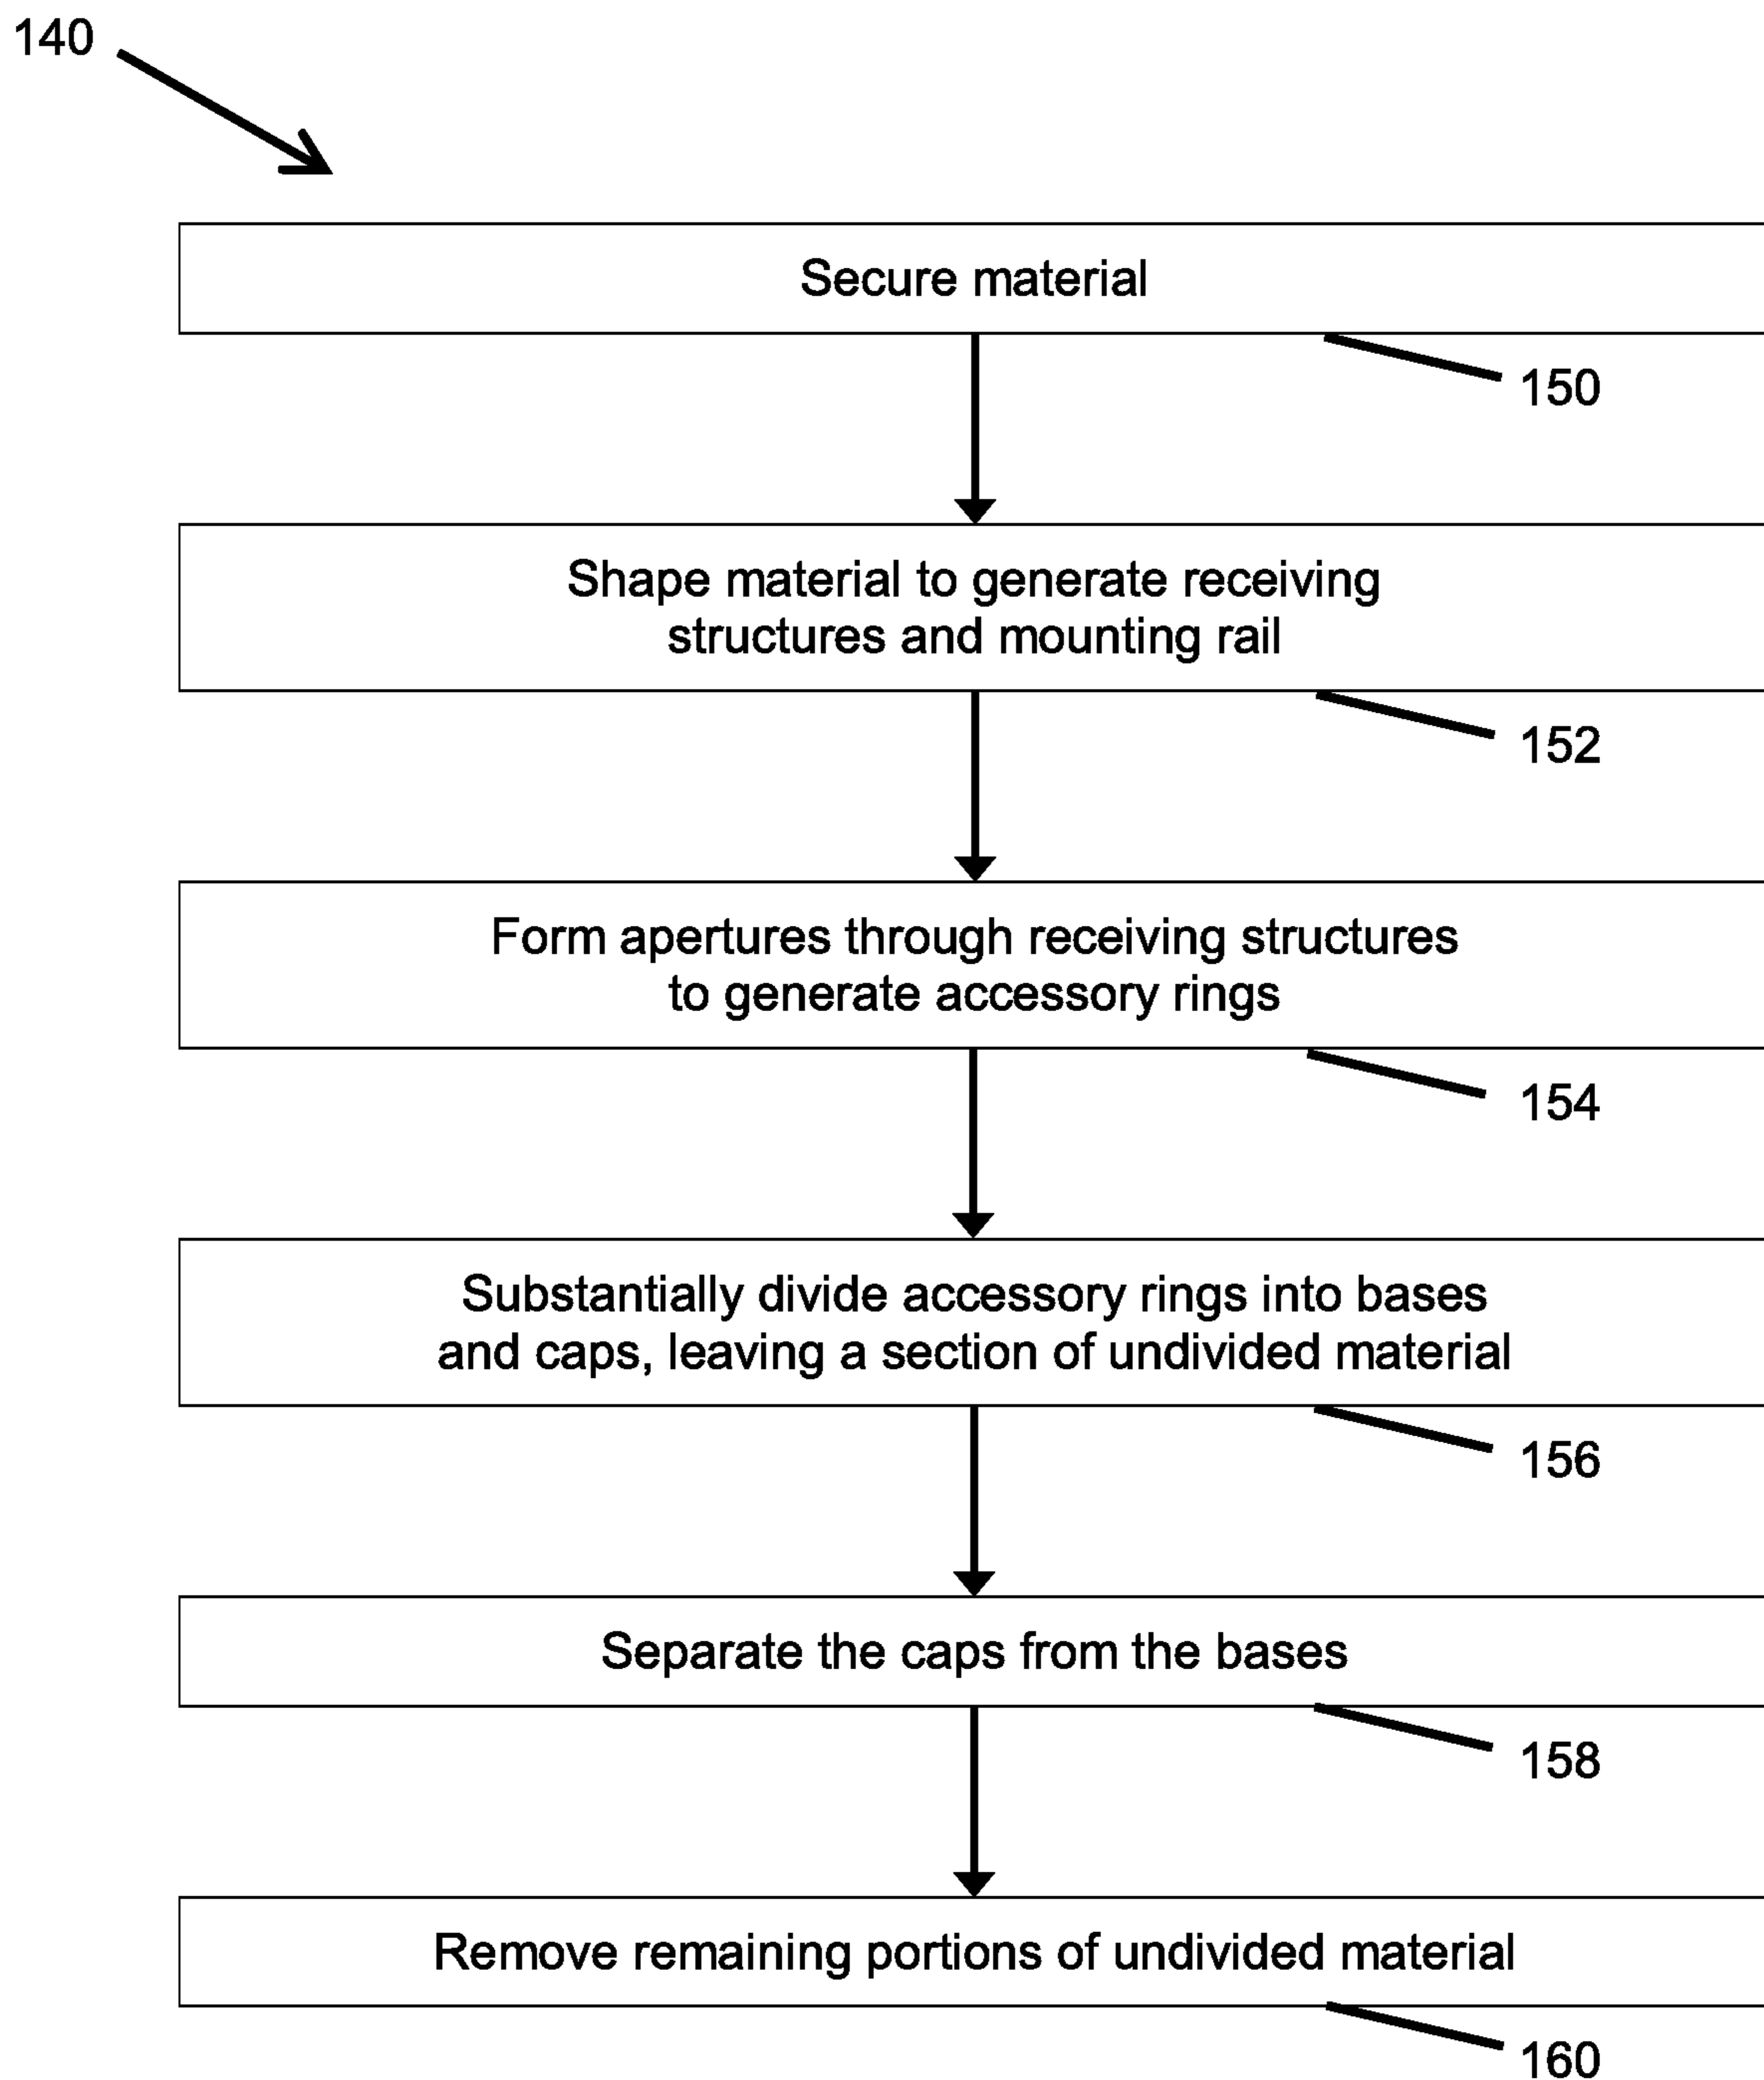 140
Secure material
150
Shape material to generate receiving
structures and mounting rail
152
Form apertures through receiving structures
to generate accessory rings
154
Substantially divide accessory rings into bases
and caps, leaving a section of undivided material
156
Separate the caps from the bases
158
Remove remaining portions of undivided material
160